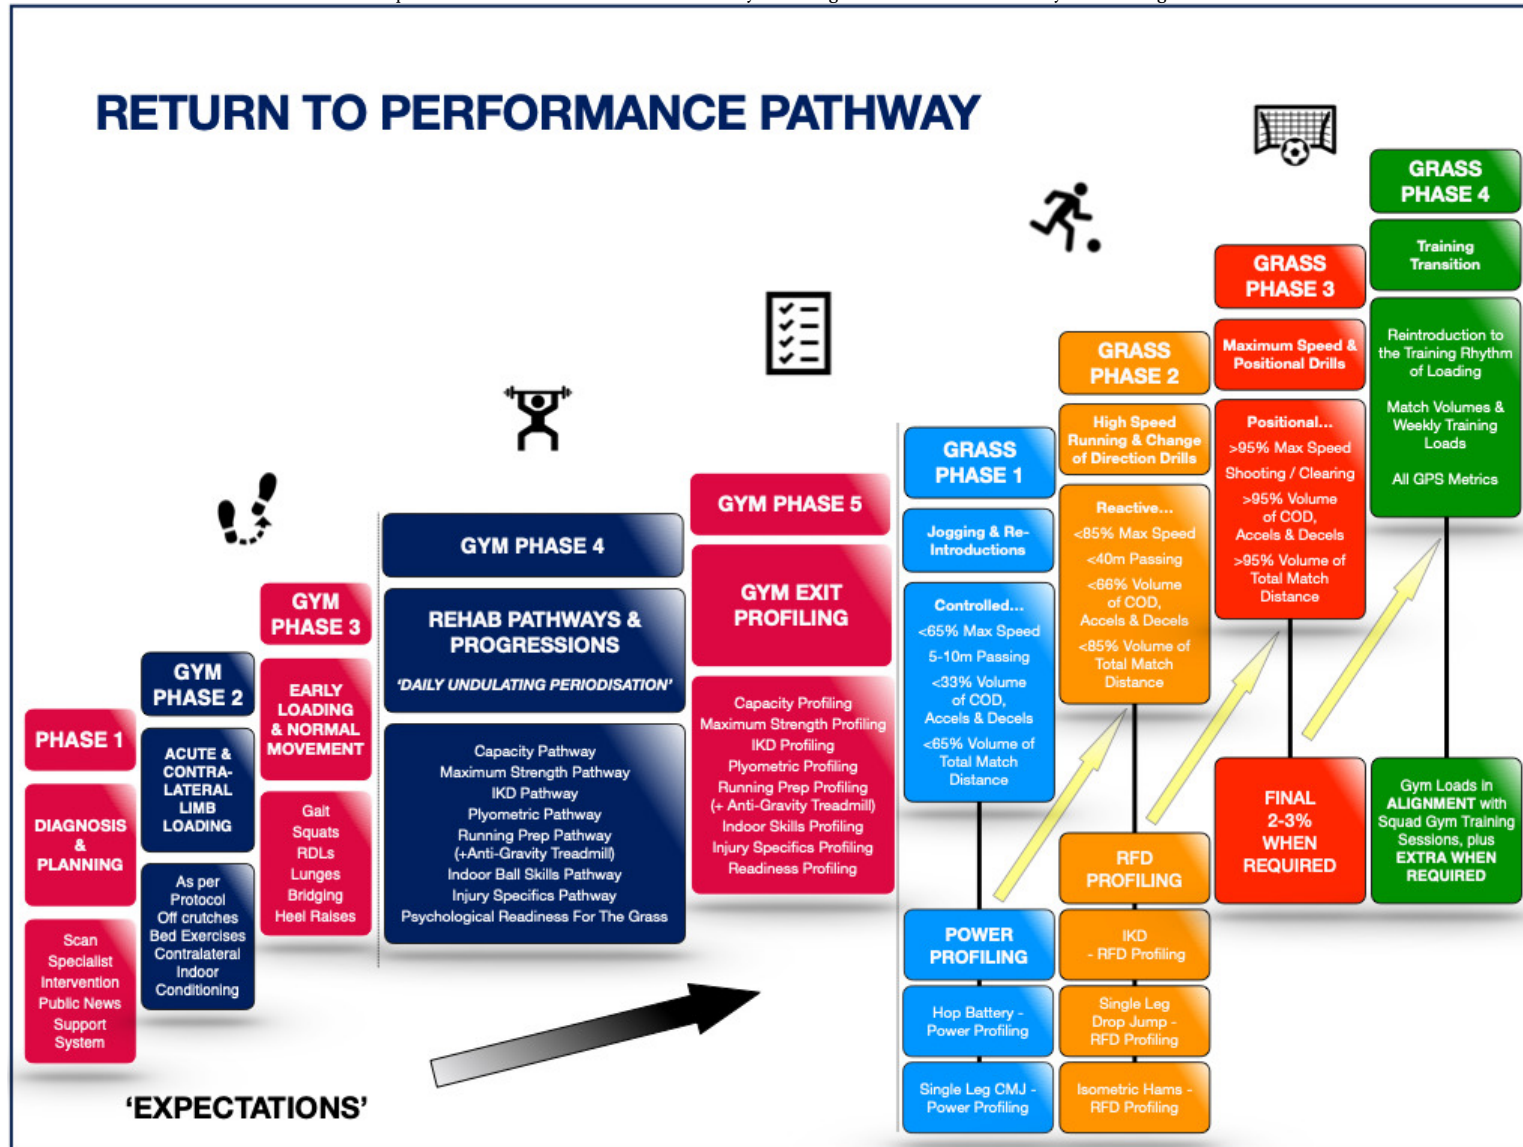 RETURN TO PERFORMANCE PATHWAY
PHASE 1
DIAGNOSIS
&
PLANNING
Scan
Specialist
Intervention
Public News
Support
System
GYM
PHASE 2
ACUTE &
CONTRA-
LATERAL
LIMB
LOADING
As per
Protocol
Off crutches
Bed Exercises
Contralateral
Indoor
Conditioning
GYM
PHASE 3
EARLY
LOADING
& NORMAL
MOVEMENT
Gait
Squats
RDLs
Lunges
Bridging
Heel Raises
GYM PHASE 4
REHAB PATHWAYS &
PROGRESSIONS
'DAILY UNDULATING PERIODISATION'
Capacity Pathway
Maximum Strength Pathway
IKD Pathway
Plyometric Pathway
Running Prep Pathway
(+Anti-Gravity Treadmill)
Indoor Ball Skills Pathway
Injury Specifics Pathway
Psychological Readiness For The Grass
GYM PHASE 5
GYM EXIT
PROFILING
Capacity Profiling
Maximum Strength Profiling
IKD Profiling
Plyometric Profiling
Running Prep Profiling
(+ Anti-Gravity Treadmill)
Indoor Skills Profiling
Injury Specifics Profiling
Readiness Profiling
GRASS
PHASE 1
Jogging & Re-
Introductions
Controlled...
<65% Max Speed
5-10m Passing
<33% Volume
of COD,
Accels & Decels
<65% Volume of
Total Match
Distance
POWER
PROFILING
Hop Battery -
Power Profiling
Single Leg CMJ -
Power Profiling
GRASS
PHASE 2
High Speed
Running & Change
of Direction Drills
Reactive...
<85% Max Speed
<40m Passing
<66% Volume
of COD,
Accels & Decels
<85% Volume of
Total Match
Distance
RFD
PROFILING
IKD
- RFD Profiling
Single Leg
Drop Jump -
RFD Profiling
Isometric Hams -
RFD Profiling
GRASS
PHASE 3
Maximum Speed &
Positional Drills
Positional...
>95% Max Speed
Shooting / Clearing
>95% Volume
of COD,
Accels & Decels
>95% Volume of
Total Match
Distance
FINAL
2-3%
WHEN
REQUIRED
GRASS
PHASE 4
Training
Transition
Reintroduction to
the Training Rhythm
of Loading
Match Volumes &
Weekly Training
Loads
All GPS Metrics
Gym Loads in
ALIGNMENT with
Squad Gym Training
Sessions, plus
EXTRA WHEN
REQUIRED
'EXPECTATIONS'